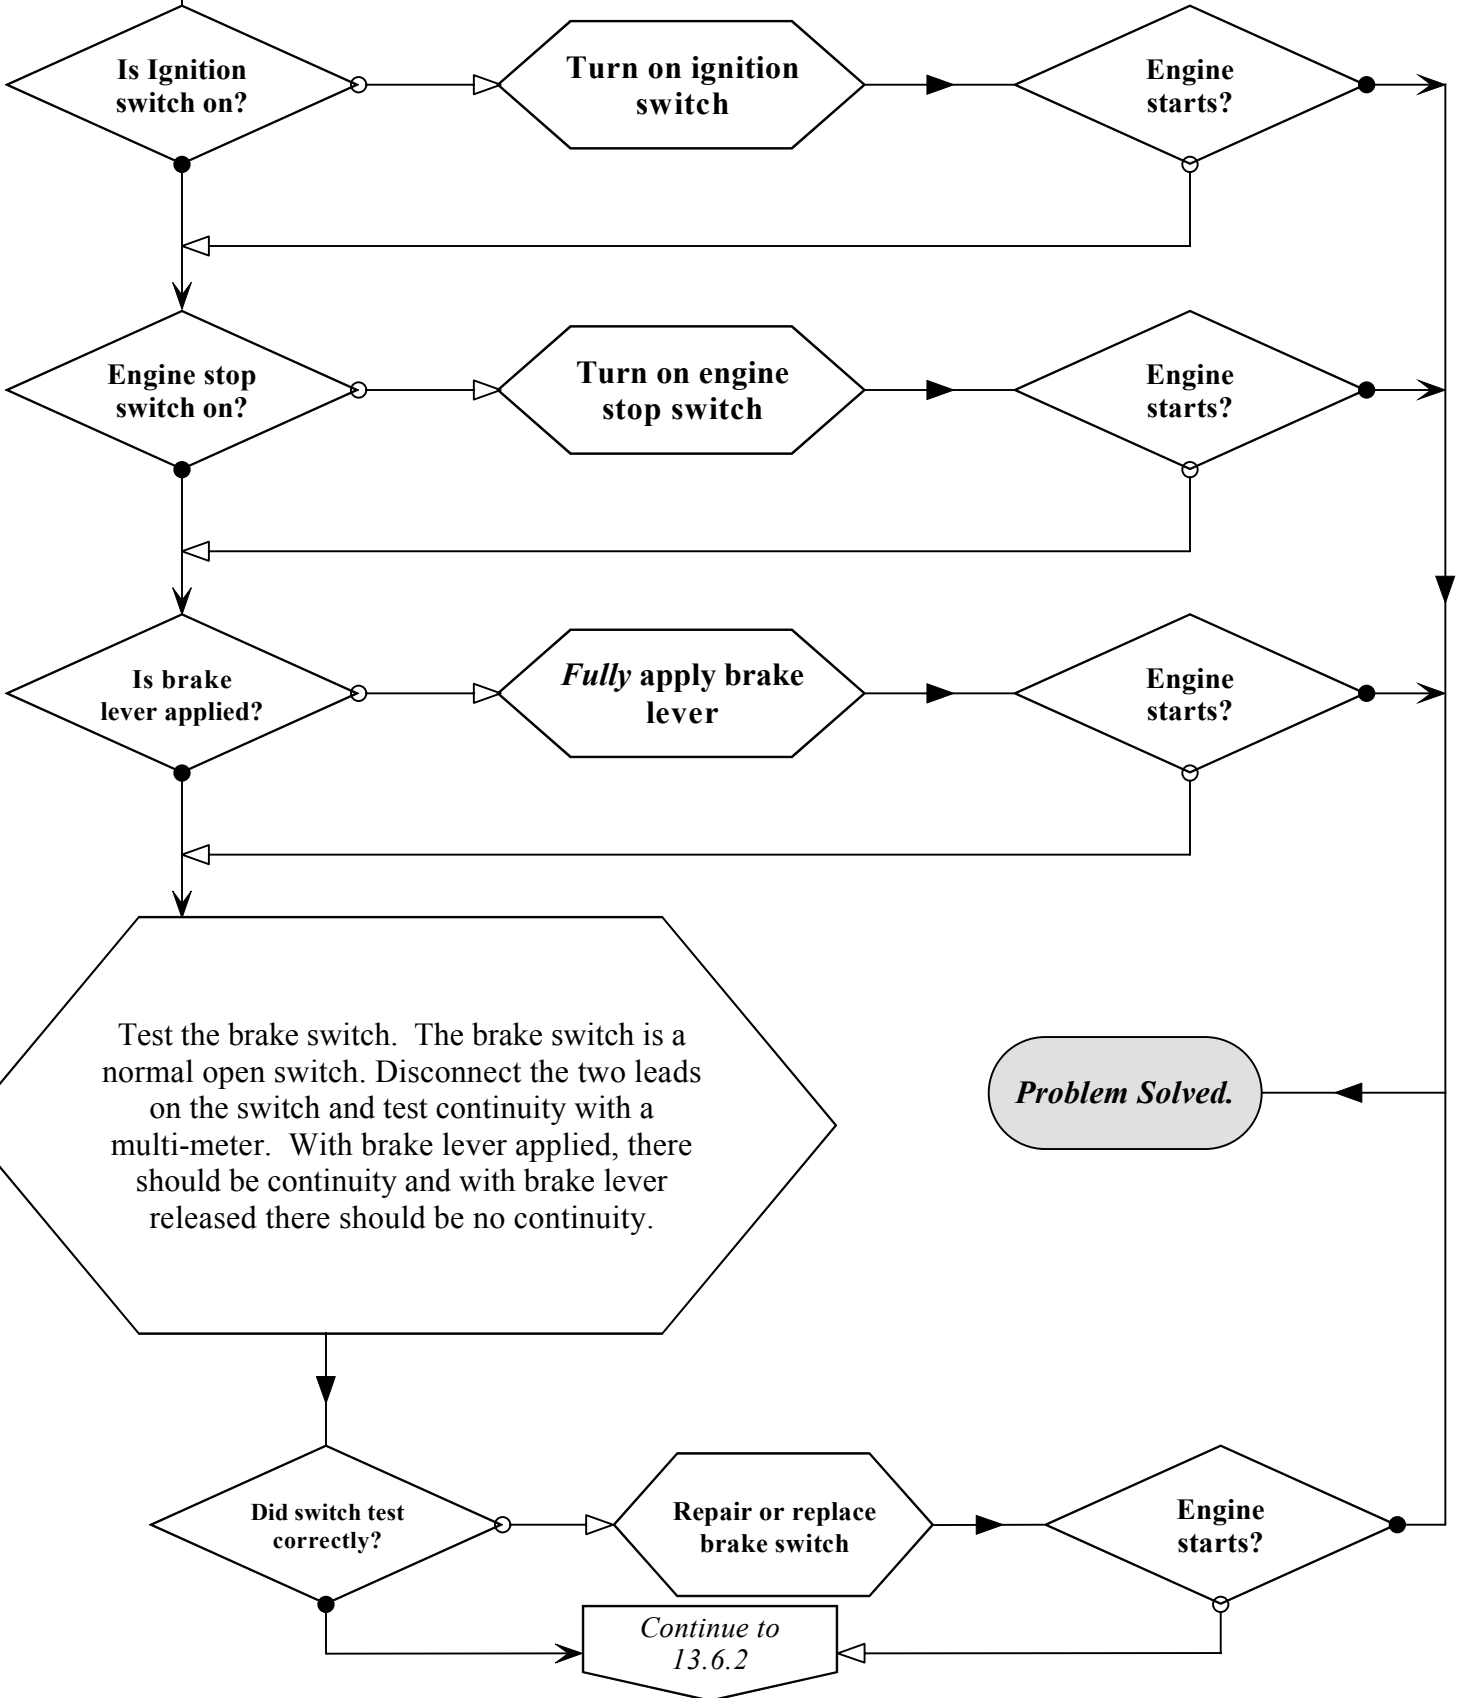 Is Ignition
switch on?
Turn on ignition
switch
Engine
starts?
Engine stop
switch on?
Turn on engine
stop switch
Engine
starts?
Is brake
lever applied?
Fully apply brake
lever
Engine
starts?
Test the brake switch.  The brake switch is a
normal open switch. Disconnect the two leads
on the switch and test continuity with a
multi-meter.  With brake lever applied, there
should be continuity and with brake lever
released there should be no continuity.
Problem Solved.
Did switch test
correctly?
Repair or replace
brake switch
Engine
starts?
Continue to
13.6.2